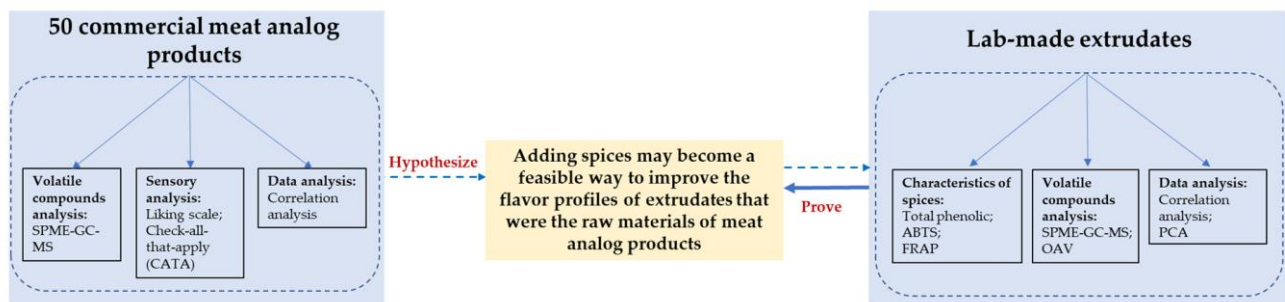 50 commercial meat analog
products
Volatile
compounds
analysis:
SPME-GC-
MS
Sensory
analysis:
Liking scale;
Check-all-
that-apply
(CATA)
Data analysis:
Correlation
analysis
Hypothesize
Adding spices may become a
feasible way to improve the
flavor profiles of extrudates that
were the raw materials of meat
analog products
Prove
Lab-made extrudates
Characteristics of
spices:
Total phenolic;
ABTS;
FRAP
Volatile
compounds
analysis:
SPME-GC-MS;
OAV
Data analysis:
Correlation
analysis;
PCA